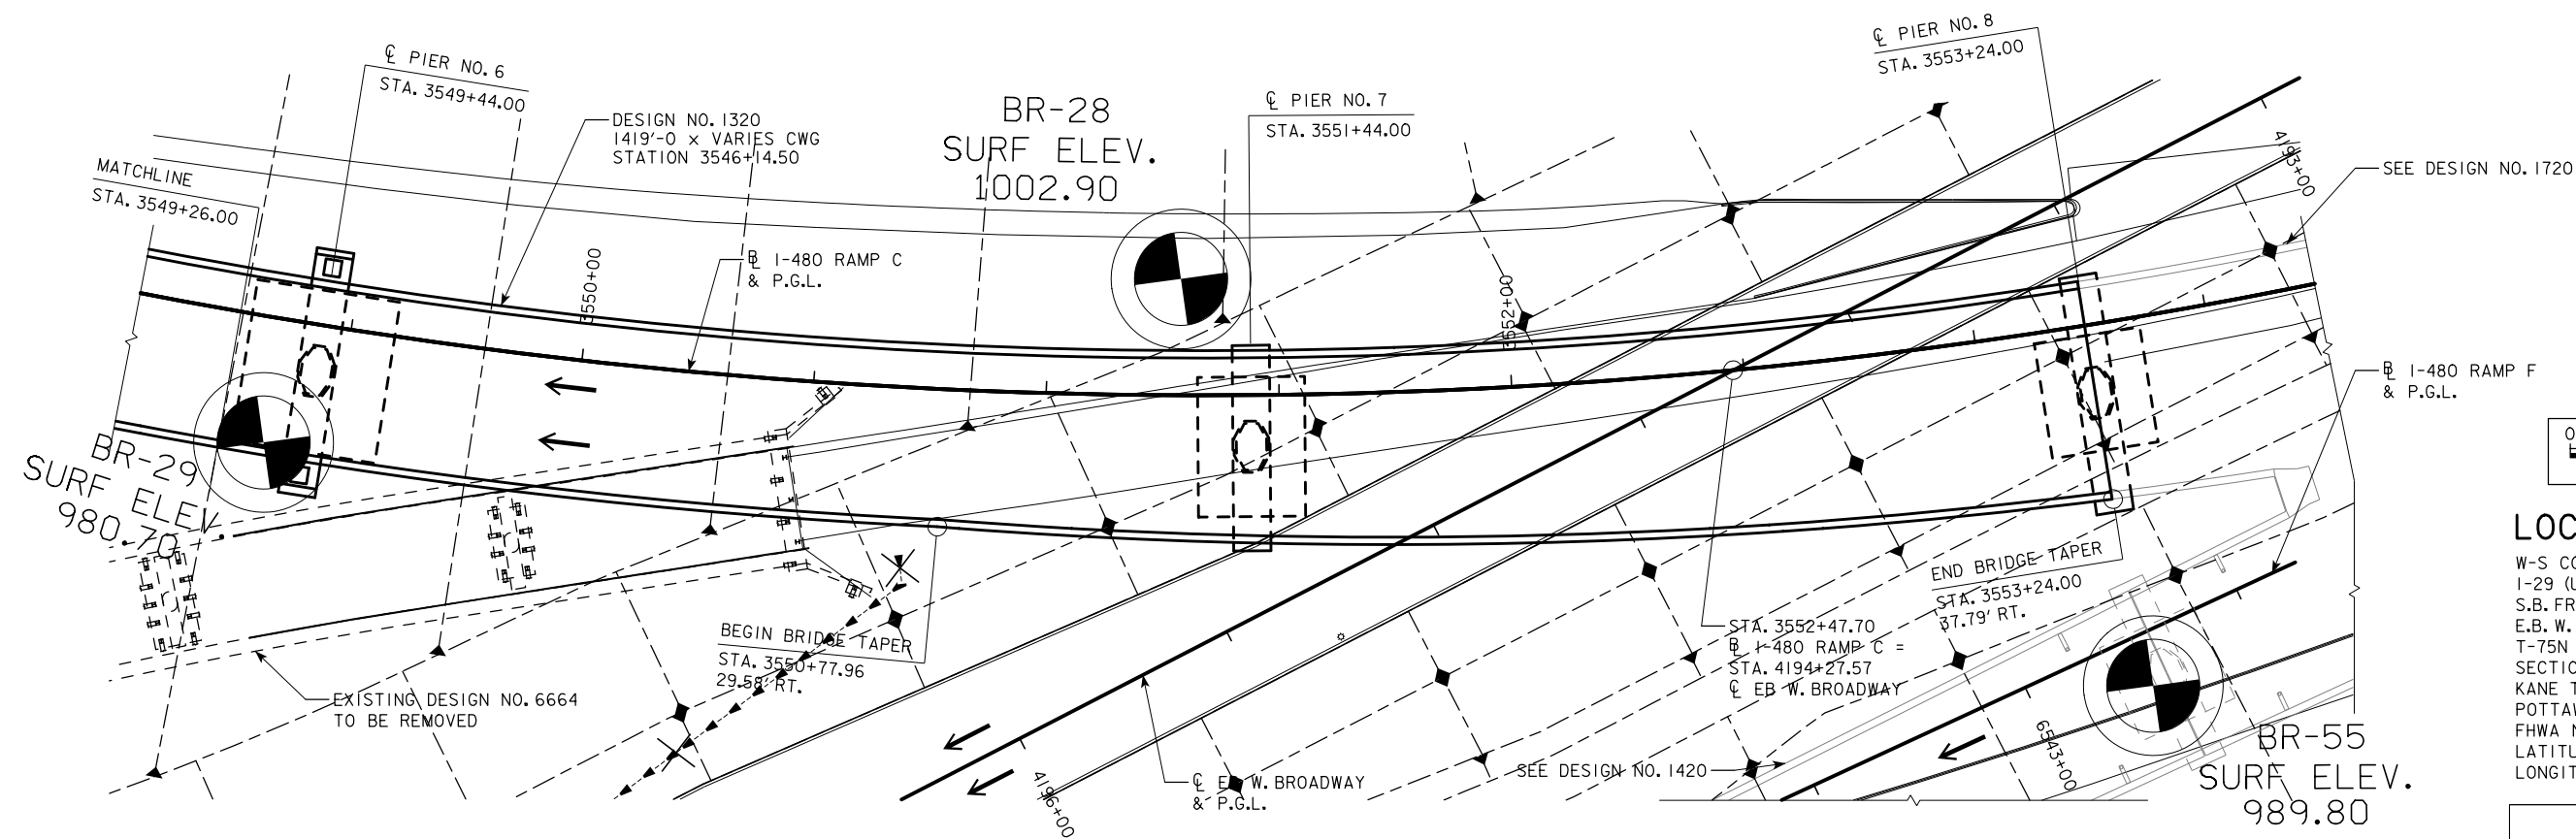 ℄ PIER NO. 6
STA. 3549+44.00
DESIGN NO. 1320
1419'-0 x VARIES CWG
STATION 3546+14.50
BR-28
SURF ELEV.
1002.90
℄ PIER NO. 7
STA. 3551+44.00
℄ PIER NO. 8
STA. 3553+24.00
4193+00
SEE DESIGN NO. 1720
MATCHLINE
STA. 3549+26.00
3550+00
℄ I-480 RAMP C
& P.G.L.
3552+00
℄ I-480 RAMP F
& P.G.L.
BR-29
SURF ELEV.
980.70
BEGIN BRIDGE TAPER
STA. 3550+77.96
29.58' RT.
END BRIDGE TAPER
STA. 3553+24.00
37.79' RT.
STA. 3552+47.70
℄ I-480 RAMP C =
STA. 4194+27.57
℄ EB W. BROADWAY
EXISTING DESIGN NO. 6664
TO BE REMOVED
4196+00
℄ EB W. BROADWAY
& P.G.L.
SEE DESIGN NO. 1420
6543+00
BR-55
SURF ELEV.
989.80
LOC
W-S CO
I-29 (U
S.B. FR
E.B. W.
T-75N
SECTIO
KANE T
POTTAW
FHWA N
LATITU
LONGIT